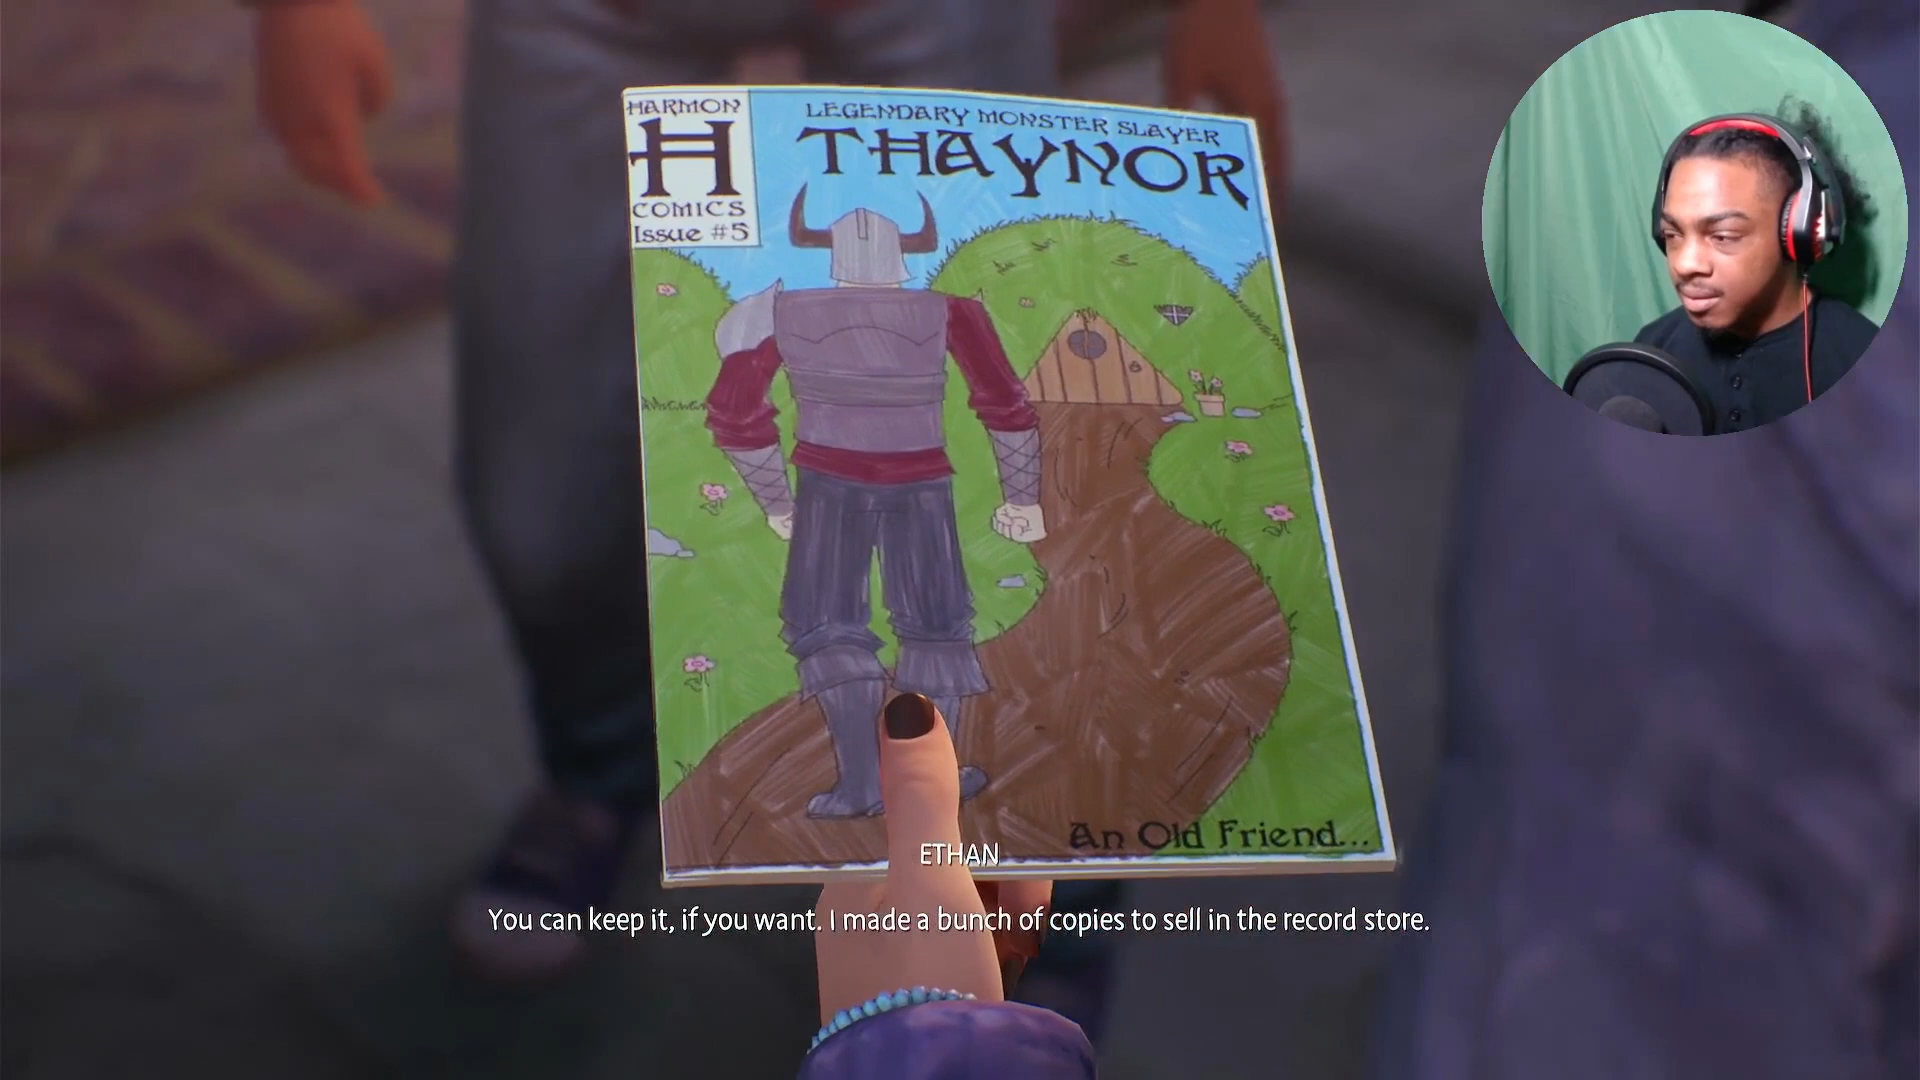 HARMON
H
COMICS
Issue #5
LEGENDARY MONSTER SLAYER
THAYNOR
An Old Friend...
ETHAN
You can keep it, if you want. I made a bunch of copies to sell in the record store.